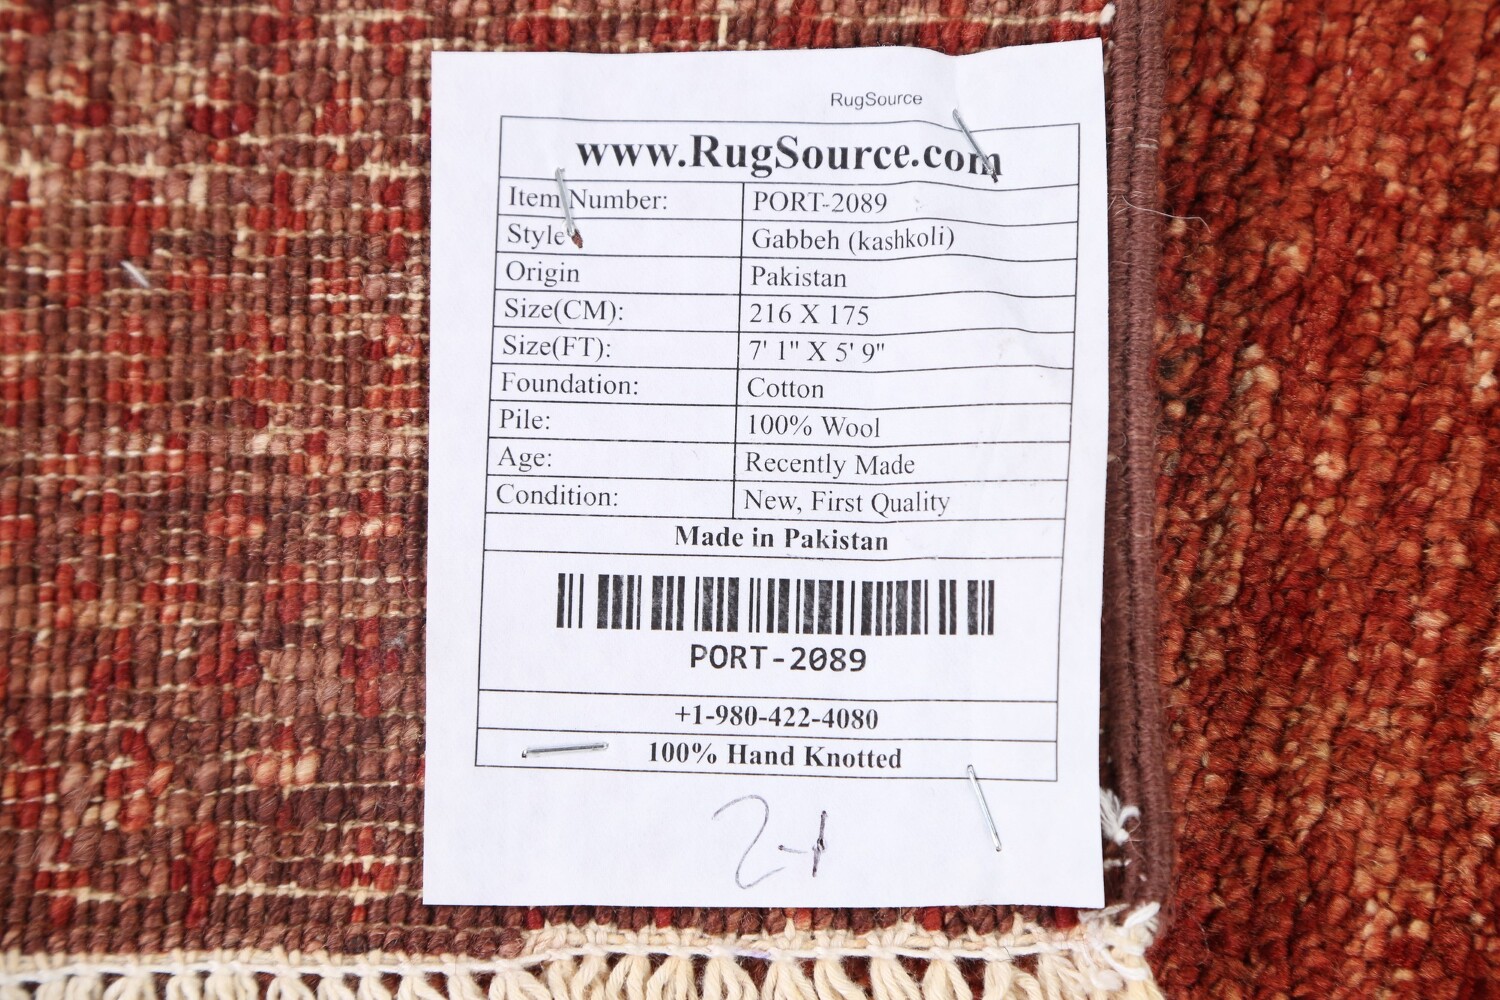 RugSource
www.RugSource.com
Item Number: PORT-2089
Style Gabbeh (kashkoli)
Origin Pakistan
Size(CM): 216 X 175
Size(FT): 7' 1" X 5' 9"
Foundation: Cotton
Pile: 100% Wool
Age: Recently Made
Condition: New, First Quality
Made in Pakistan
PORT-2089
+1-980-422-4080
100% Hand Knotted
2-1